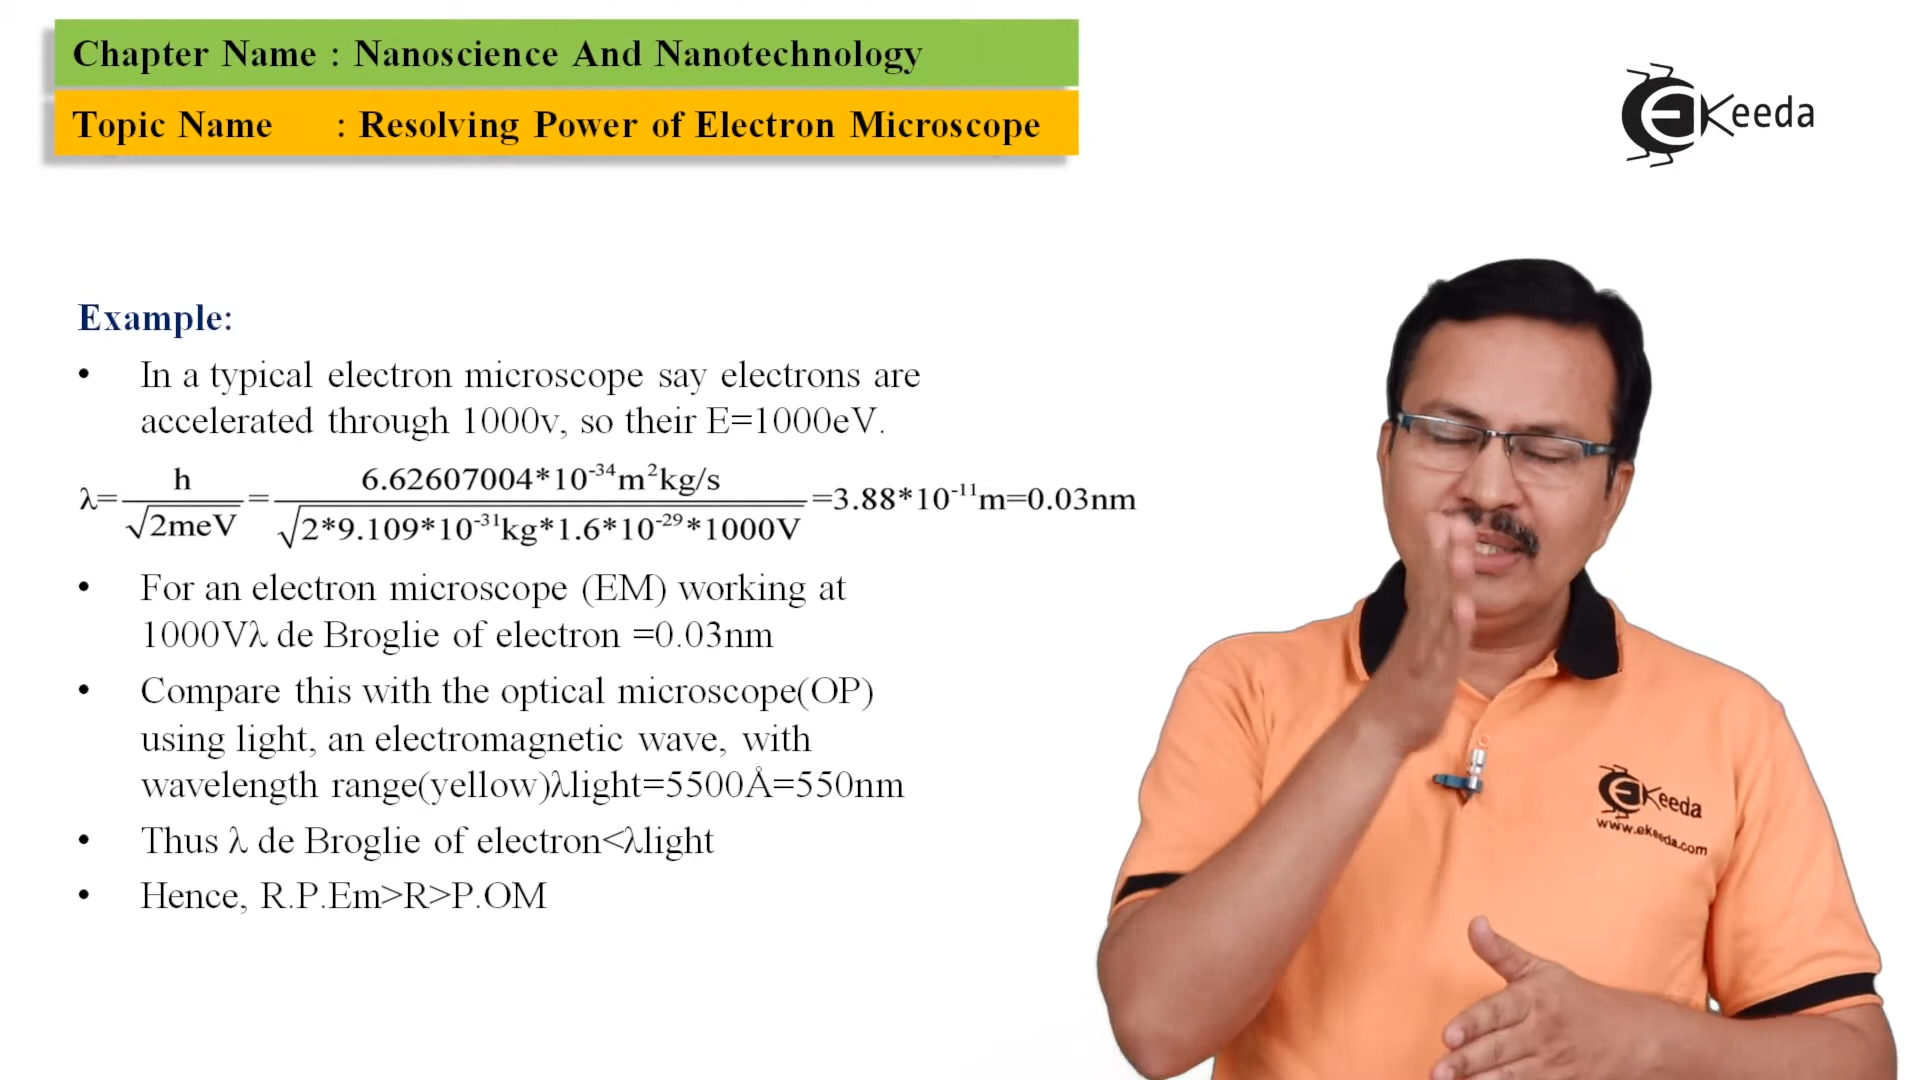 Chapter Name : Nanoscience And Nanotechnology
Topic Name : Resolving Power of Electron Microscope
eKeeda
Example:
• In a typical electron microscope say electrons are
accelerated through 1000v, so their E=1000eV.
λ=h/√2meV=6.62607004*10⁻³⁴m²kg/s/√2*9.109*10⁻³¹kg*1.6*10⁻²⁹*1000V=3.88*10⁻¹¹m=0.03nm
• For an electron microscope (EM) working at
1000Vλ de Broglie of electron =0.03nm
• Compare this with the optical microscope(OP)
using light, an electromagnetic wave, with
wavelength range(yellow)λlight=5500Å=550nm
• Thus λ de Broglie of electron<λlight
• Hence, R.P.Em>R>P.OM
eKeeda
www.ekeeda.com